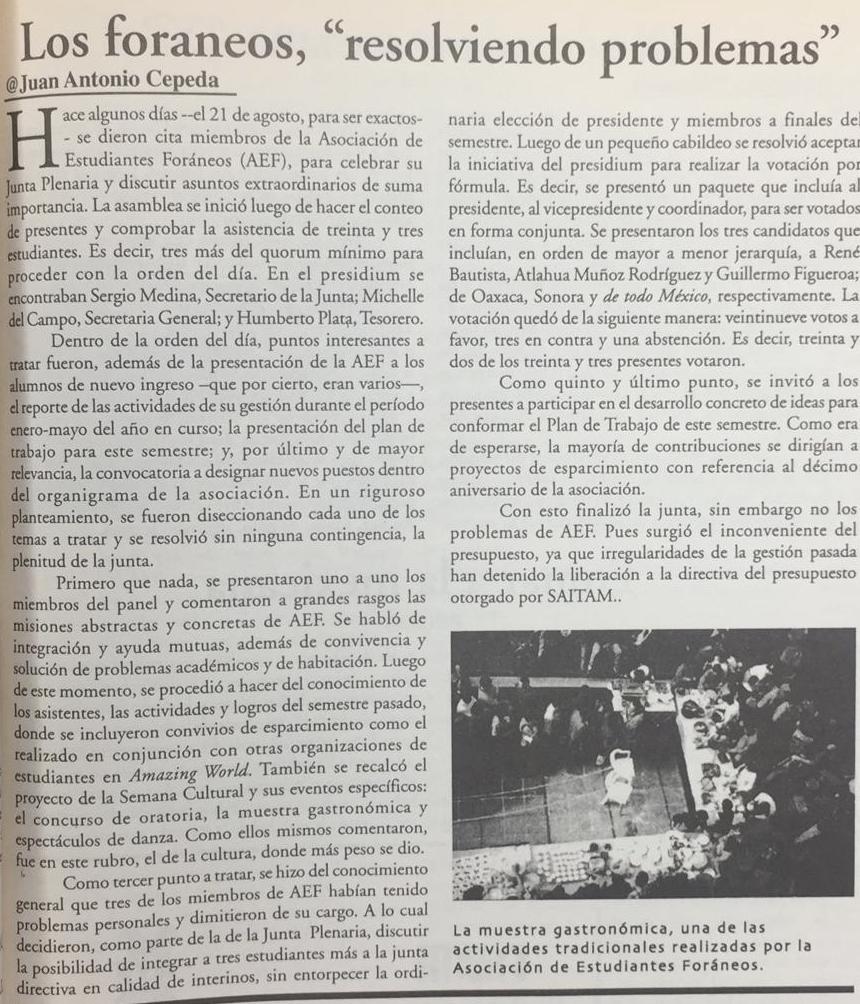 Los foraneos, “resolviendo problemas”
@Juan Antonio Cepeda
Hace algunos días --el 21 de agosto, para ser exactos-
- se dieron cita miembros de la Asociación de
Estudiantes Foráneos (AEF), para celebrar su
Junta Plenaria y discutir asuntos extraordinarios de suma
importancia. La asamblea se inició luego de hacer el conteo
de presentes y comprobar la asistencia de treinta y tres
estudiantes. Es decir, tres más del quorum mínimo para
proceder con la orden del día. En el presidium se
encontraban Sergio Medina, Secretario de la Junta; Michelle
del Campo, Secretaria General; y Humberto Plata, Tesorero.
Dentro de la orden del día, puntos interesantes a
tratar fueron, además de la presentación de la AEF a los
alumnos de nuevo ingreso —que por cierto, eran varios—,
el reporte de las actividades de su gestión durante el período
enero-mayo del año en curso; la presentación del plan de
trabajo para este semestre; y, por último y de mayor
relevancia, la convocatoria a designar nuevos puestos dentro
del organigrama de la asociación. En un riguroso
planteamiento, se fueron diseccionando cada uno de los
temas a tratar y se resolvió sin ninguna contingencia, la
plenitud de la junta.
Primero que nada, se presentaron uno a uno los
miembros del panel y comentaron a grandes rasgos las
misiones abstractas y concretas de AEF. Se habló de
integración y ayuda mutuas, además de convivencia y
solución de problemas académicos y de habitación. Luego
de este momento, se procedió a hacer del conocimiento de
los asistentes, las actividades y logros del semestre pasado,
donde se incluyeron convivios de esparcimiento como el
realizado en conjunción con otras organizaciones de
estudiantes en Amazing World. También se recalcó el
proyecto de la Semana Cultural y sus eventos específicos:
el concurso de oratoria, la muestra gastronómica y
espectáculos de danza. Como ellos mismos comentaron,
fue en este rubro, el de la cultura, donde más peso se dio.
Como tercer punto a tratar, se hizo del conocimiento
general que tres de los miembros de AEF habían tenido
problemas personales y dimitieron de su cargo. A lo cual
decidieron, como parte de la de la Junta Plenaria, discutir
la posibilidad de integrar a tres estudiantes más a la junta
directiva en calidad de interinos, sin entorpecer la ordi-
naria elección de presidente y miembros a finales del
semestre. Luego de un pequeño cabildeo se resolvió aceptar
la iniciativa del presidium para realizar la votación por
fórmula. Es decir, se presentó un paquete que incluía al
presidente, al vicepresidente y coordinador, para ser votados
en forma conjunta. Se presentaron los tres candidatos que
incluían, en orden de mayor a menor jerarquía, a René
Bautista, Atlahua Muñoz Rodríguez y Guillermo Figueroa;
de Oaxaca, Sonora y de todo México, respectivamente. La
votación quedó de la siguiente manera: veintinueve votos a
favor, tres en contra y una abstención. Es decir, treinta y
dos de los treinta y tres presentes votaron.
Como quinto y último punto, se invitó a los
presentes a participar en el desarrollo concreto de ideas para
conformar el Plan de Trabajo de este semestre. Como era
de esperarse, la mayoría de contribuciones se dirigían a
proyectos de esparcimiento con referencia al décimo
aniversario de la asociación.
Con esto finalizó la junta, sin embargo no los
problemas de AEF. Pues surgió el inconveniente del
presupuesto, ya que irregularidades de la gestión pasada
han detenido la liberación a la directiva del presupuesto
otorgado por SAITAM..
La muestra gastronómica, una de las
actividades tradicionales realizadas por la
Asociación de Estudiantes Foráneos.